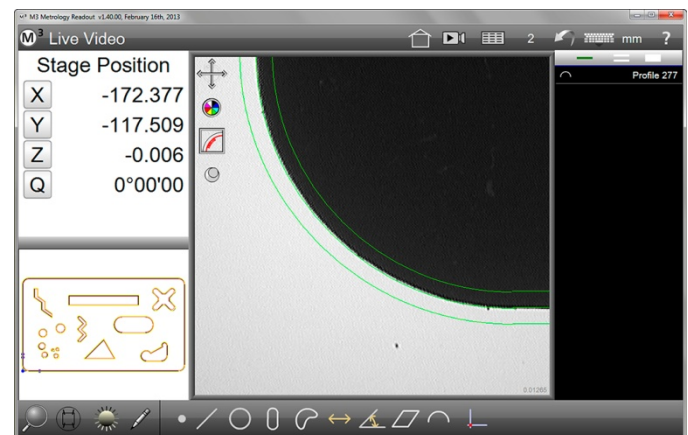 M3 Metrology Readout v1.40.00, February 16th, 2013
M3 Live Video
2
mm
?
Stage Position
X -172.377
Y -117.509
Z -0.006
Q 0°00'00
Profile 277
0.01268